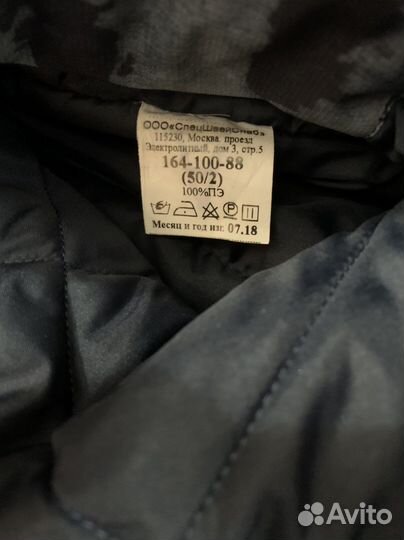 ООО«СпецШвейСнаб»
115230, Москва. проезд
Электролитный, дом 3, стр.5
164-100-88
(50/2)
100%ПЭ
Месяц и год изг. 07.18
Avito